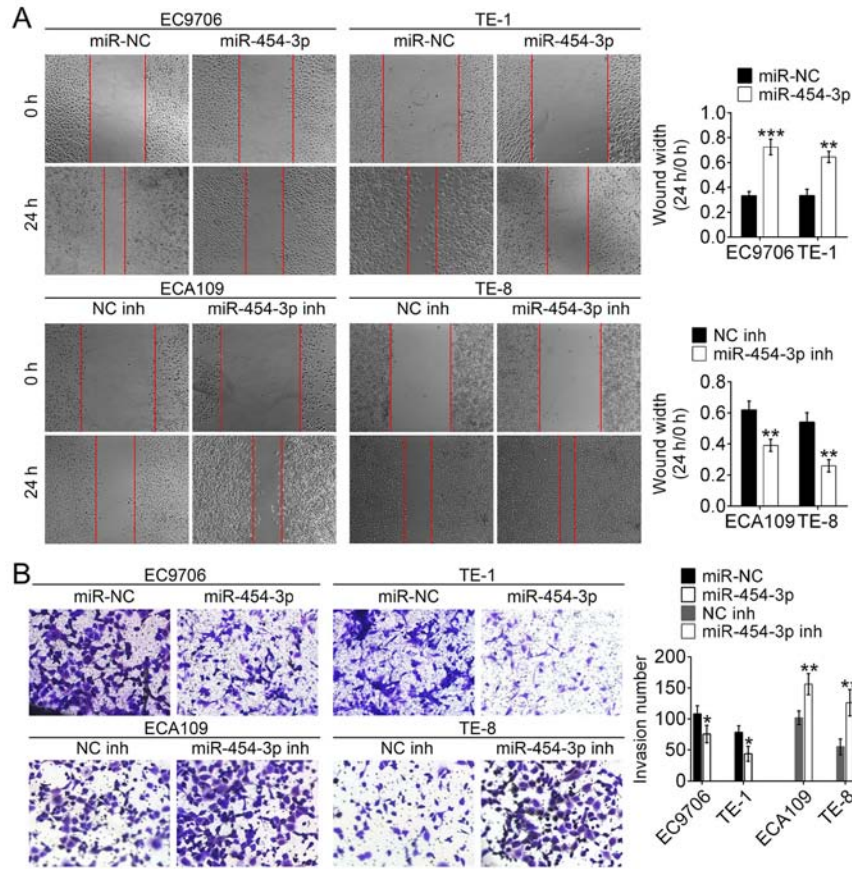 A
EC9706
TE-1
miR-NC
miR-454-3p
miR-NC
miR-454-3p
0 h
24 h
miR-NC
miR-454-3p
Wound width
(24 h/0 h)
1.0
0.8
0.6
0.4
0.2
0.0
***
**
EC9706
TE-1
ECA109
TE-8
NC inh
miR-454-3p inh
NC inh
miR-454-3p inh
0 h
24 h
NC inh
miR-454-3p inh
Wound width
(24 h/0 h)
0.8
0.6
0.4
0.2
0.0
**
**
ECA109
TE-8
B
EC9706
TE-1
miR-NC
miR-454-3p
miR-NC
miR-454-3p
ECA109
TE-8
NC inh
miR-454-3p inh
NC inh
miR-454-3p inh
miR-NC
miR-454-3p
NC inh
miR-454-3p inh
Invasion number
200
150
100
50
0
*
*
**
EC9706
TE-1
ECA109
TE-8